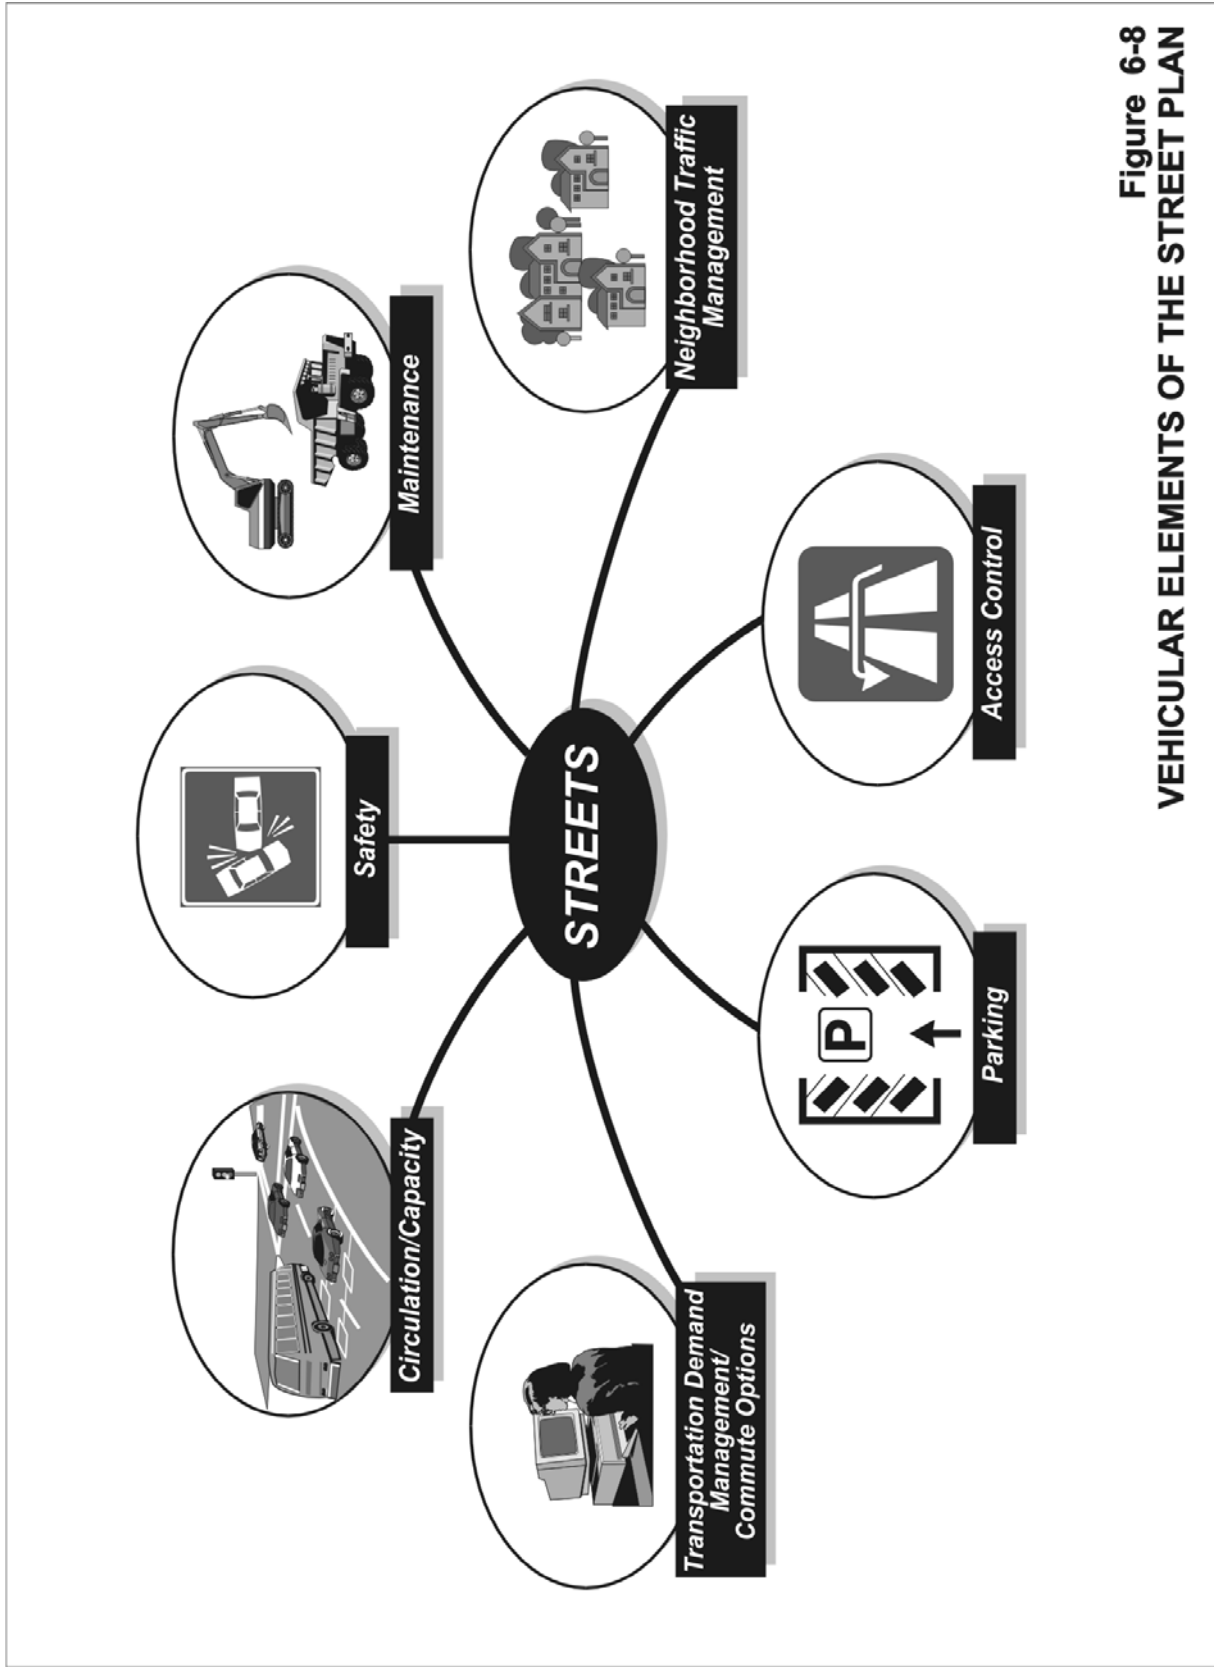 Safety
Circulation/Capacity
Maintenance
STREETS
Transportation Demand
Management/
Commute Options
Neighborhood Traffic
Management
P
Parking
Access Control
Figure 6-8
VEHICULAR ELEMENTS OF THE STREET PLAN